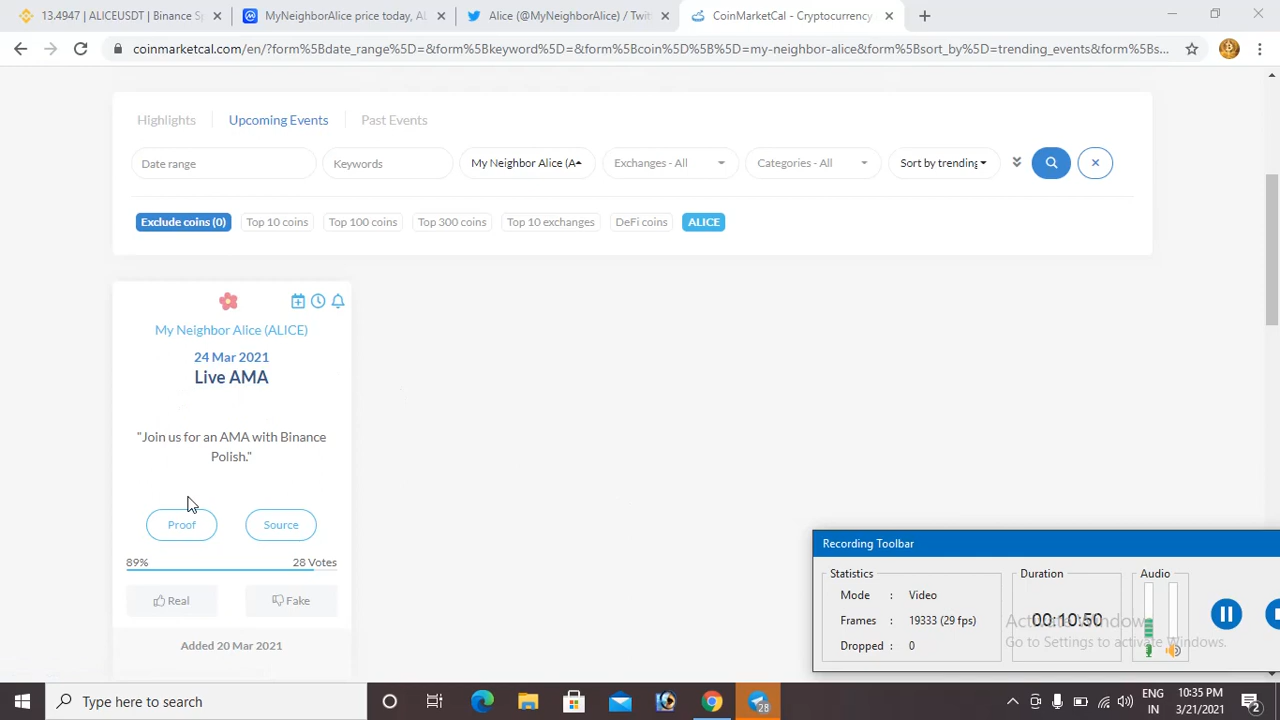 13.4947 | ALICEUSDT | Binance Sp
MyNeighborAlice price today, AL
Alice (@MyNeighborAlice) / Twitt
CoinMarketCal - Cryptocurrency
coinmarketcal.com/en/?form%5Bdate_range%5D=&form%5Bkeyword%5D=&form%5Bcoin%5D%5B%5D=my-neighbor-alice&form%5Bsort_by%5D=trending_events&form%5Bs...
Highlights
Upcoming Events
Past Events
Date range
Keywords
My Neighbor Alice (A
Exchanges - All
Categories - All
Sort by trending
Exclude coins (0)
Top 10 coins
Top 100 coins
Top 300 coins
Top 10 exchanges
DeFi coins
ALICE
My Neighbor Alice (ALICE)
24 Mar 2021
Live AMA
"Join us for an AMA with Binance
Polish."
Proof
Source
89%
28 Votes
Real
Fake
Added 20 Mar 2021
Recording Toolbar
Statistics
Mode : Video
Frames : 19333 (29 fps)
Dropped : 0
Duration
00:10:50
Audio
Activate Windows
Go to Settings to activate Windows.
Type here to search
28
ENG
IN
10:35 PM
3/21/2021
2